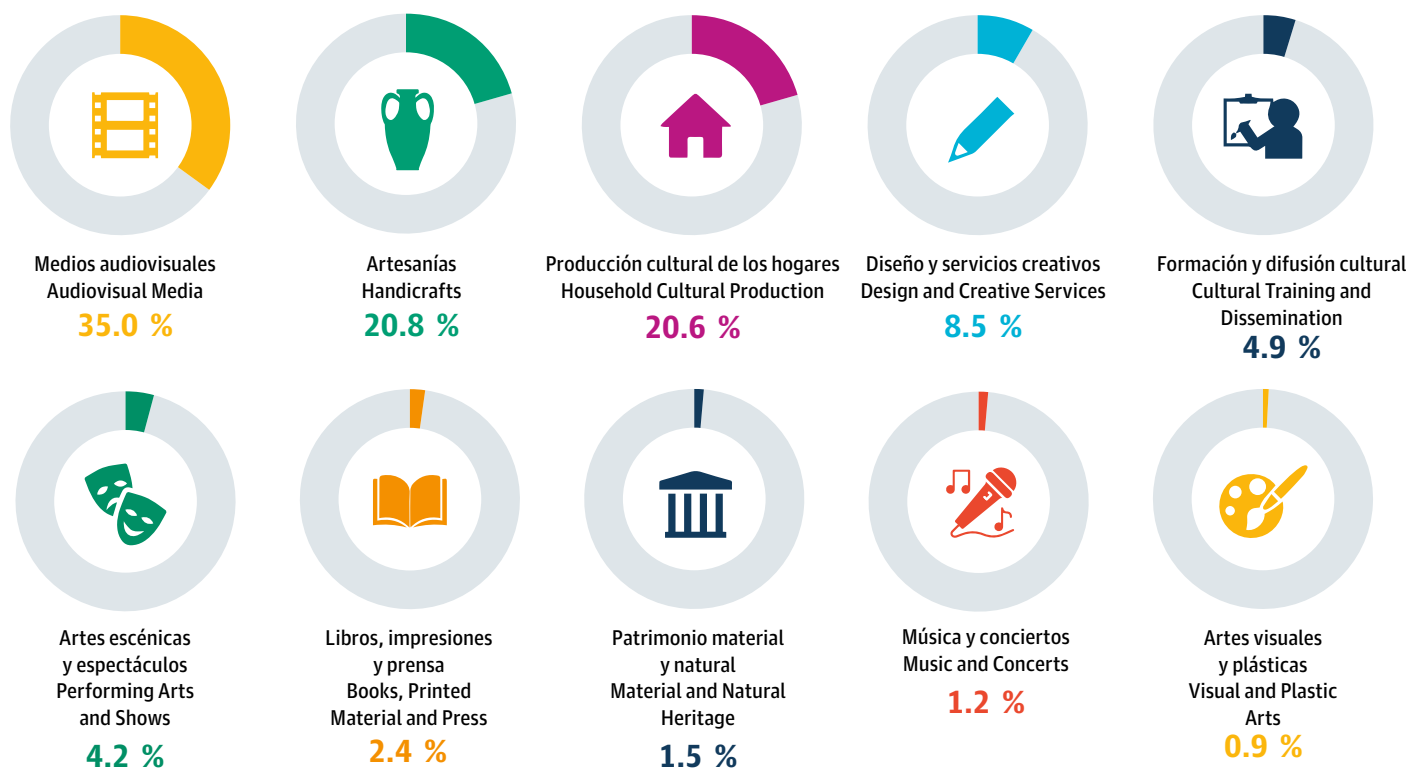 Medios audiovisuales
Audiovisual Media
35.0 %
Artesanías
Handicrafts
20.8 %
Producción cultural de los hogares
Household Cultural Production
20.6 %
Diseño y servicios creativos
Design and Creative Services
8.5 %
Formación y difusión cultural
Cultural Training and
Dissemination
4.9 %
Artes escénicas
y espectáculos
Performing Arts
and Shows
4.2 %
Libros, impresiones
y prensa
Books, Printed
Material and Press
2.4 %
Patrimonio material
y natural
Material and Natural
Heritage
1.5 %
Música y conciertos
Music and Concerts
1.2 %
Artes visuales
y plásticas
Visual and Plastic
Arts
0.9 %